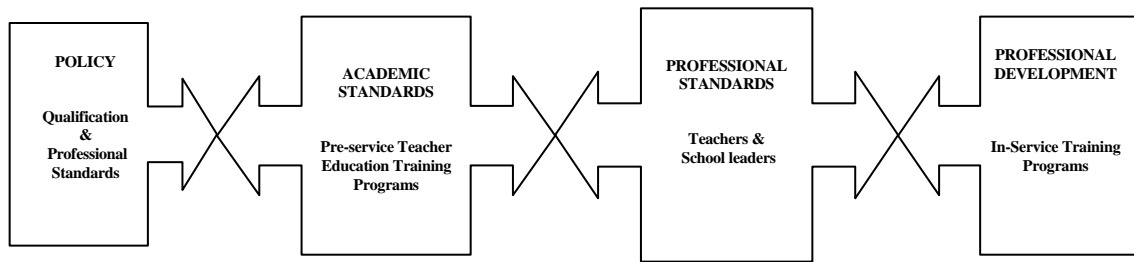 POLICY
Qualification
&
Professional
Standards
ACADEMIC
STANDARDS
Pre-service Teacher
Education Training
Programs
PROFESSIONAL
STANDARDS
Teachers &
School leaders
PROFESSIONAL
DEVELOPMENT
In-Service Training
Programs